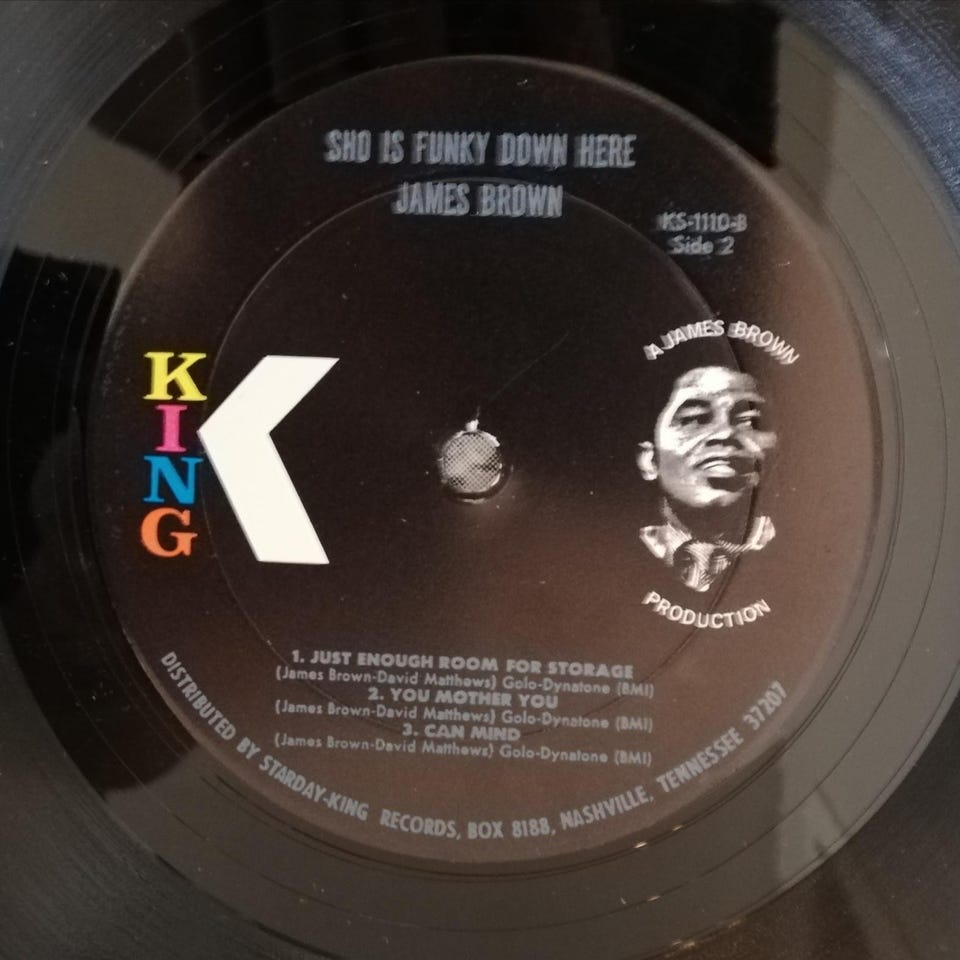 SHO IS FUNKY DOWN HERE
JAMES BROWN
KS-1110-B
Side 2
KING
A JAMES BROWN
PRODUCTION
1. JUST ENOUGH ROOM FOR STORAGE
(James Brown-David Matthews) Golo-Dynatone (BMI)
2. YOU MOTHER YOU
(James Brown-David Matthews) Golo-Dynatone (BMI)
3. CAN MIND
(James Brown-David Matthews) Golo-Dynatone (BMI)
DISTRIBUTED BY STARDAY-KING RECORDS, BOX 8188, NASHVILLE, TENNESSEE 37207